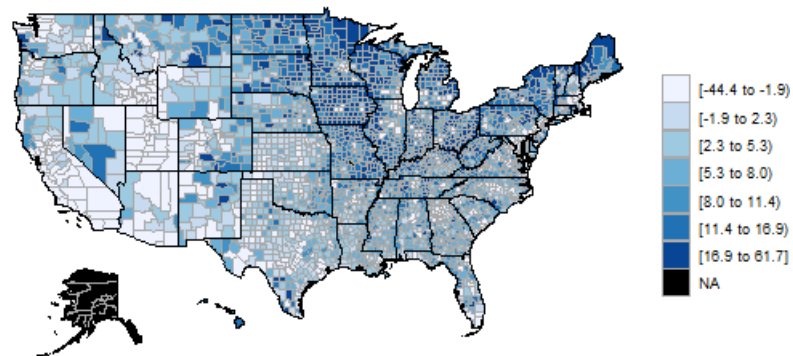 [-44.4 to -1.9)
[-1.9 to 2.3)
[2.3 to 5.3)
[5.3 to 8.0)
[8.0 to 11.4)
[11.4 to 16.9)
[16.9 to 61.7]
NA